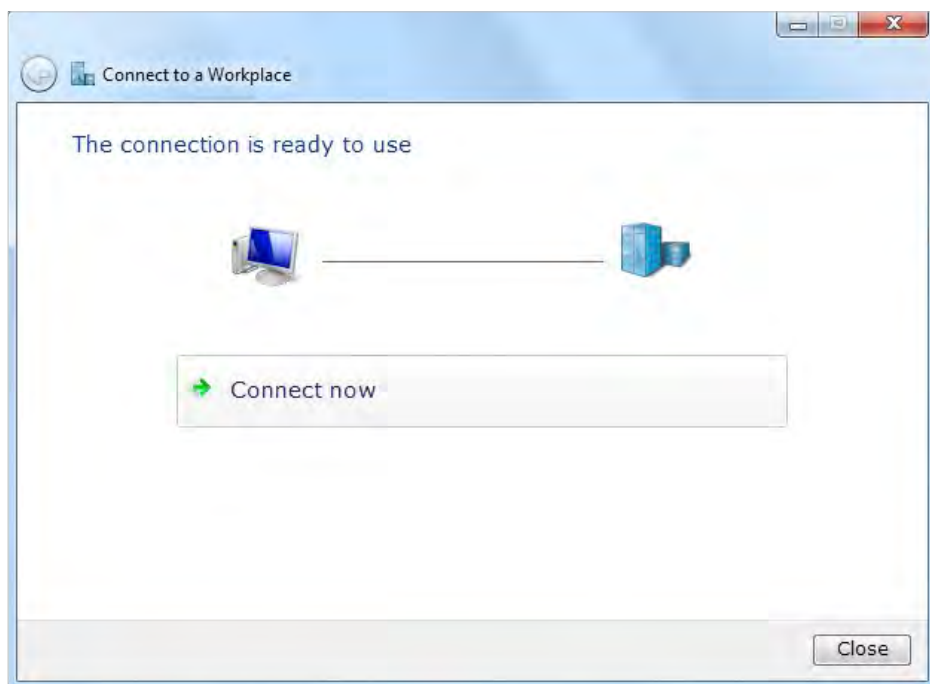 Connect to a Workplace
The connection is ready to use
Connect now
Close